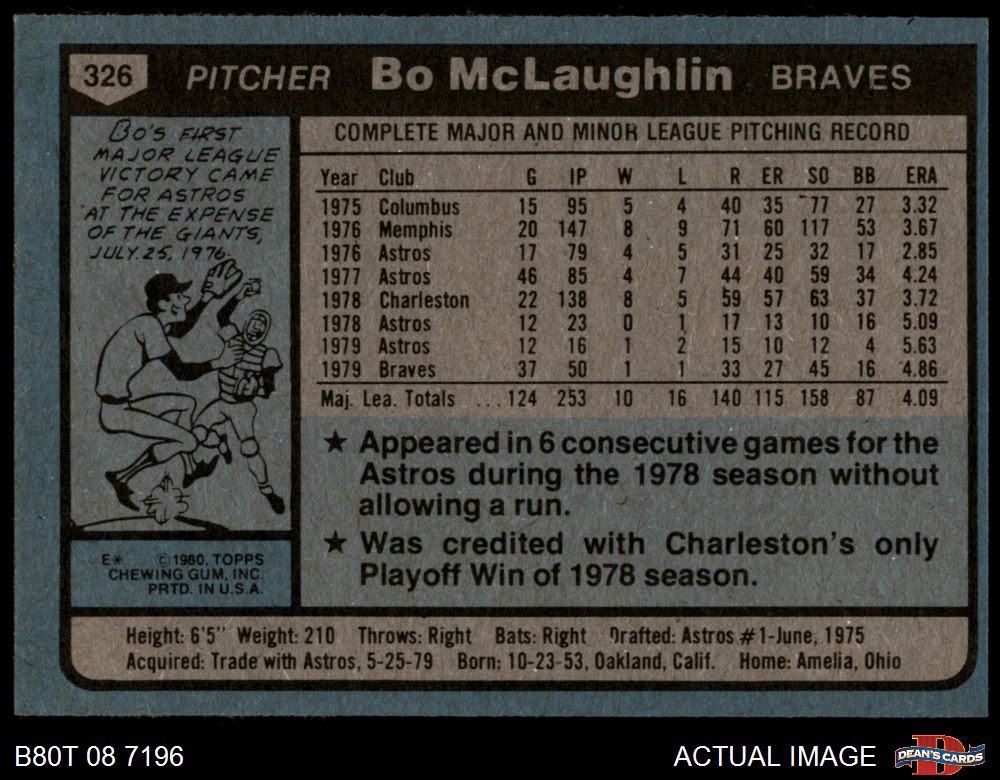 326 PITCHER Bo McLaughlin BRAVES
BO'S FIRST
MAJOR LEAGUE
VICTORY CAME
FOR ASTROS
AT THE EXPENSE
OF THE GIANTS,
JULY 25, 1976.
E* © 1980, TOPPS
CHEWING GUM, INC.
PRTD. IN U.S.A.
COMPLETE MAJOR AND MINOR LEAGUE PITCHING RECORD
Year Club G IP W L R ER SO BB ERA
1975 Columbus 15 95 5 4 40 35 77 27 3.32
1976 Memphis 20 147 8 9 71 60 117 53 3.67
1976 Astros 17 79 4 5 31 25 32 17 2.85
1977 Astros 46 85 4 7 44 40 59 34 4.24
1978 Charleston 22 138 8 5 59 57 63 37 3.72
1978 Astros 12 23 0 1 17 13 10 16 5.09
1979 Astros 12 16 1 2 15 10 12 4 5.63
1979 Braves 37 50 1 1 33 27 45 16 4.86
Maj. Lea. Totals ...124 253 10 16 140 115 158 87 4.09
★ Appeared in 6 consecutive games for the
Astros during the 1978 season without
allowing a run.
★ Was credited with Charleston's only
Playoff Win of 1978 season.
Height: 6'5" Weight: 210 Throws: Right Bats: Right Drafted: Astros #1-June, 1975
Acquired: Trade with Astros, 5-25-79 Born: 10-23-53, Oakland, Calif. Home: Amelia, Ohio
B80T 08 7196 ACTUAL IMAGE D DEAN'S CARDS